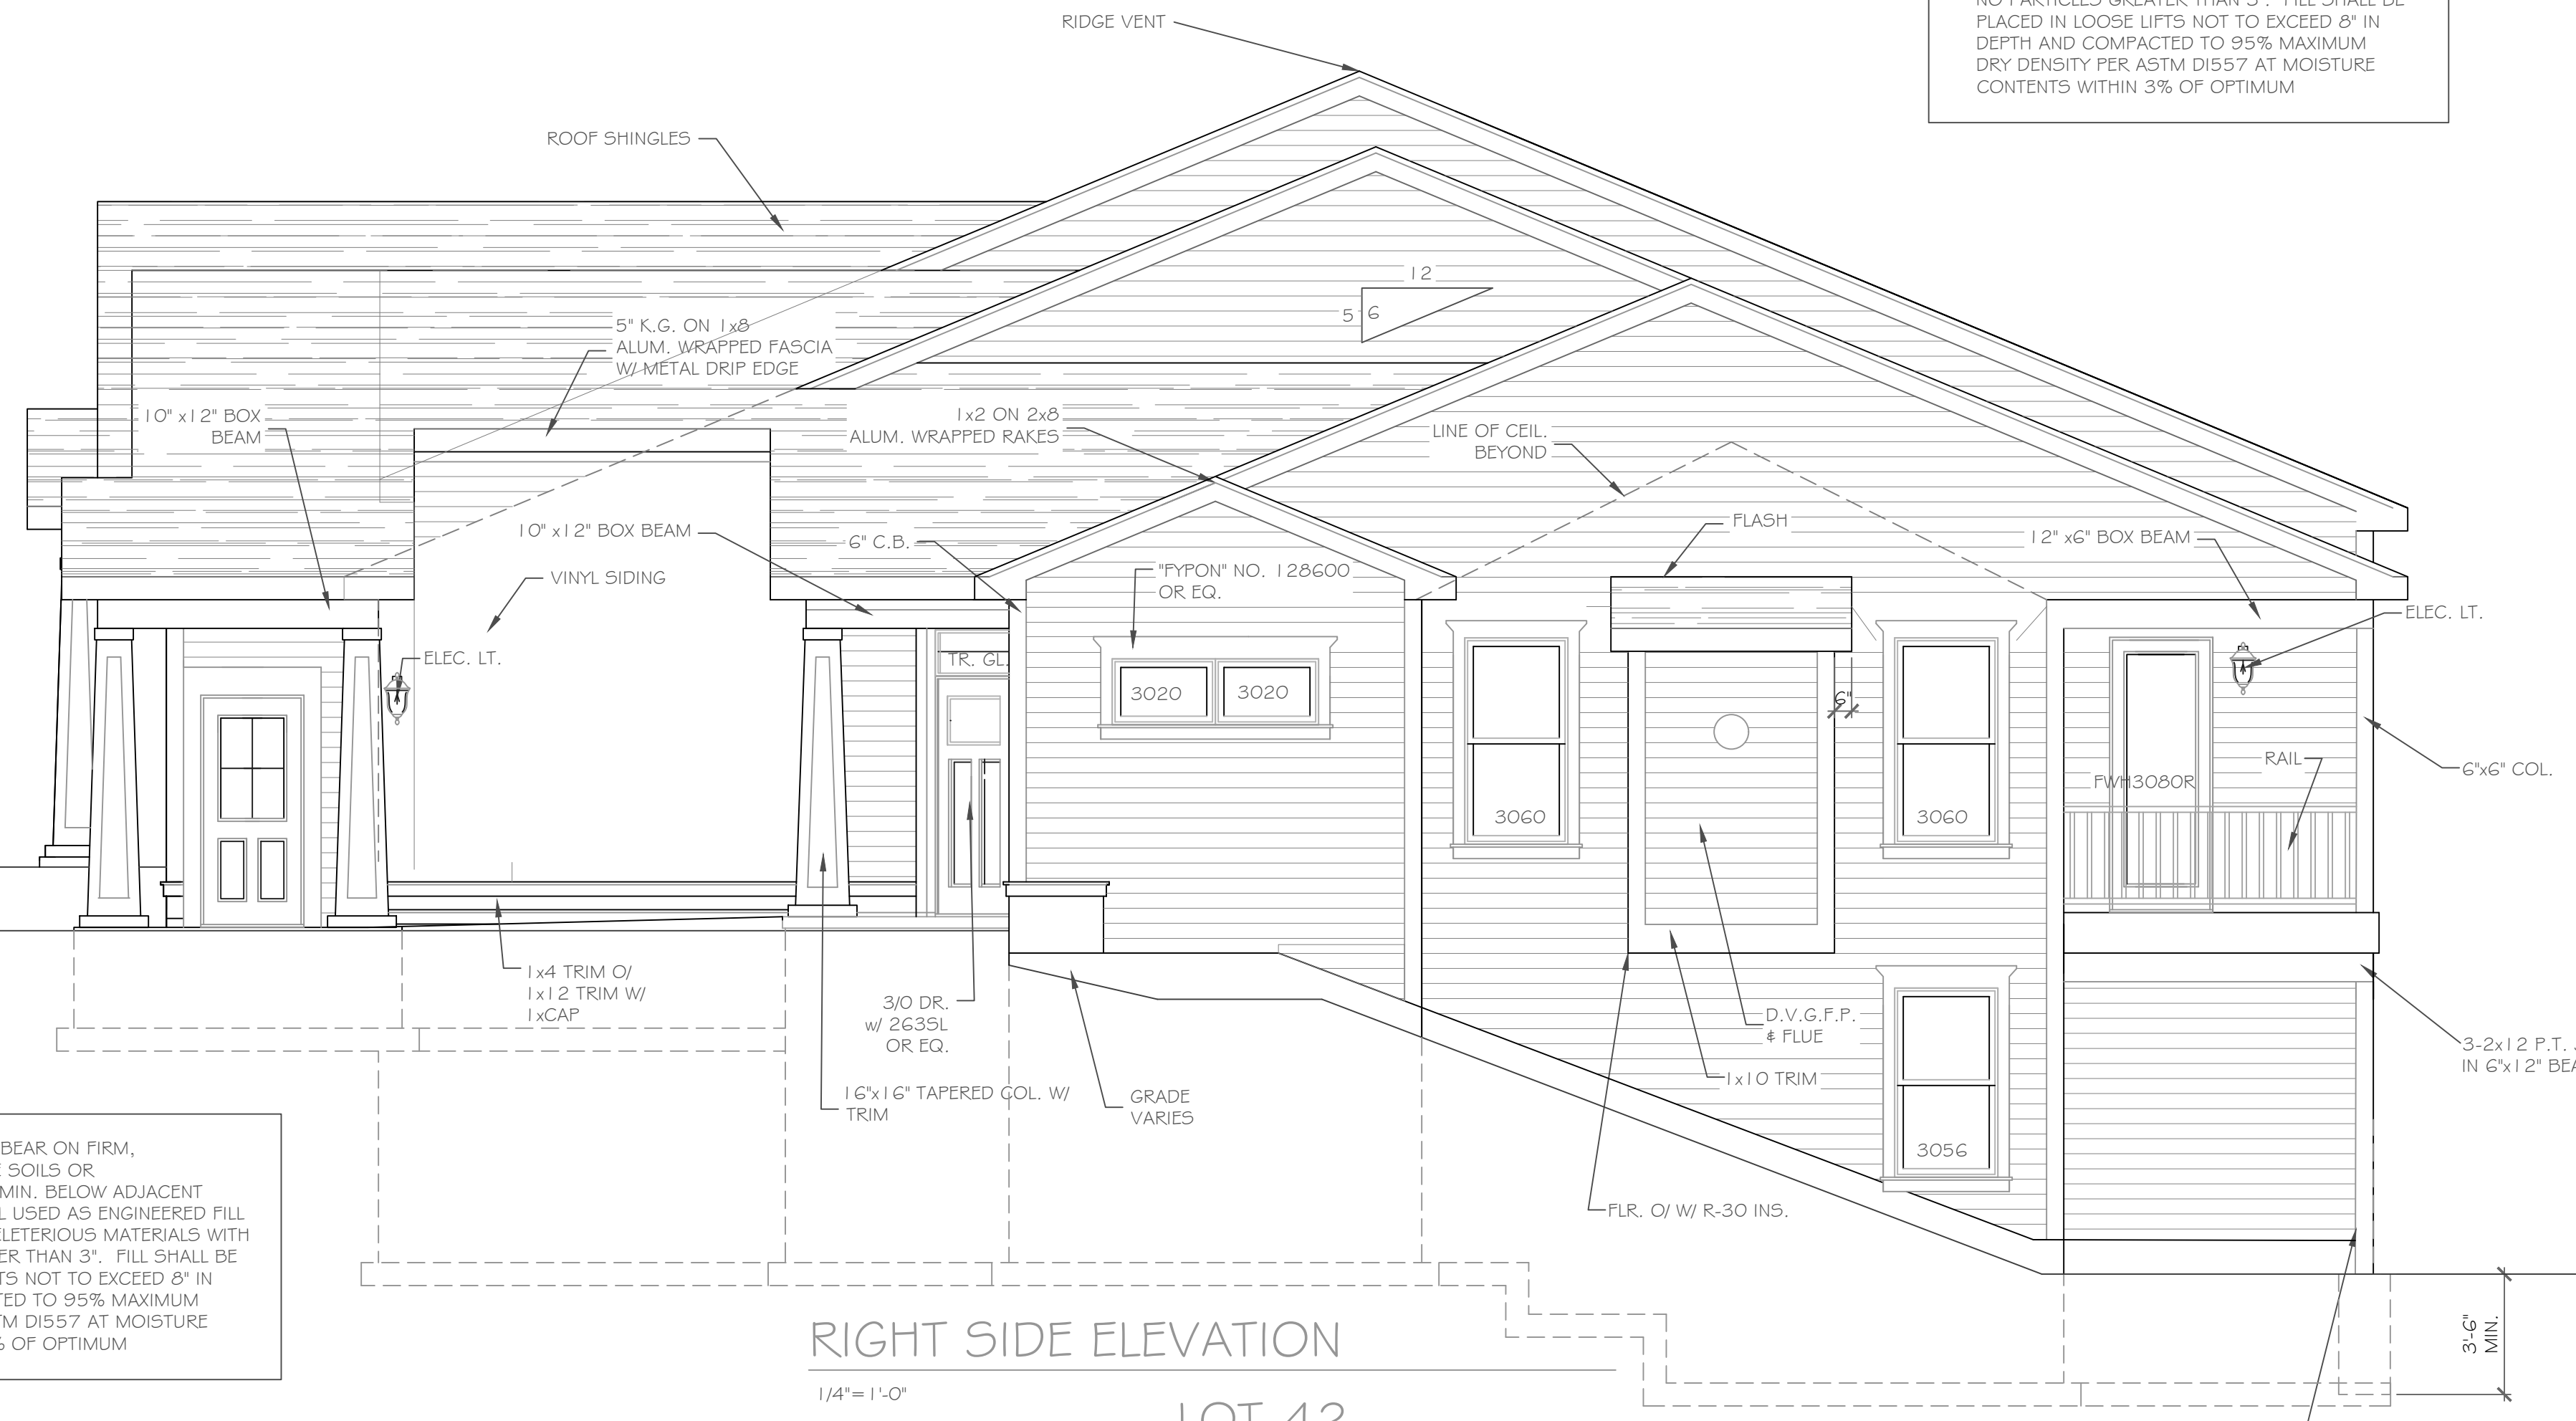 RIDGE VENT
NO PARTICLES GREATER THAN 3". FILL SHALL BE
PLACED IN LOOSE LIFTS NOT TO EXCEED 8" IN
DEPTH AND COMPACTED TO 95% MAXIMUM
DRY DENSITY PER ASTM D1557 AT MOISTURE
CONTENTS WITHIN 3% OF OPTIMUM
ROOF SHINGLES
12
5
6
5" K.G. ON 1x8
ALUM. WRAPPED FASCIA
W/ METAL DRIP EDGE
10" x12" BOX
BEAM
1x2 ON 2x8
ALUM. WRAPPED RAKES
LINE OF CEIL.
BEYOND
10" x12" BOX BEAM
6" C.B.
FLASH
12" x6" BOX BEAM
VINYL SIDING
"FYPON" NO. 128600
OR EQ.
ELEC. LT.
ELEC. LT.
TR. GL.
3020
3020
6"
RAIL
6"x6" COL.
FWH3080R
3060
3060
1x4 TRIM O/
1x12 TRIM W/
1xCAP
3/0 DR.
w/ 263SL
OR EQ.
D.V.G.F.P.
& FLUE
3-2x12 P.T.
IN 6"x12"
1x10 TRIM
16"x16" TAPERED COL. W/
TRIM
GRADE
VARIES
3056
FLR. O/ W/ R-30 INS.
BEAR ON FIRM,
SOILS OR
MIN. BELOW ADJACENT
USED AS ENGINEERED FILL
MATERIALS WITH
THAN 3". FILL SHALL BE
NOT TO EXCEED 8" IN
TO 95% MAXIMUM
D1557 AT MOISTURE
OF OPTIMUM
3'-6"
MIN.
RIGHT SIDE ELEVATION
1/4"=1'-0"
LOT 42